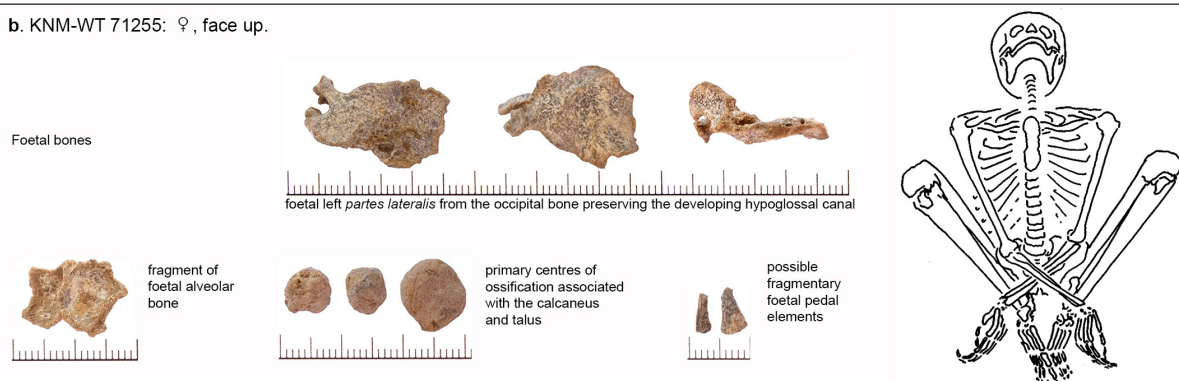 b. KNM-WT 71255: ♀, face up.
Foetal bones
foetal left partes lateralis from the occipital bone preserving the developing hypoglossal canal
fragment of
foetal alveolar
bone
primary centres of
ossification associated
with the calcaneus
and talus
possible
fragmentary
foetal pedal
elements